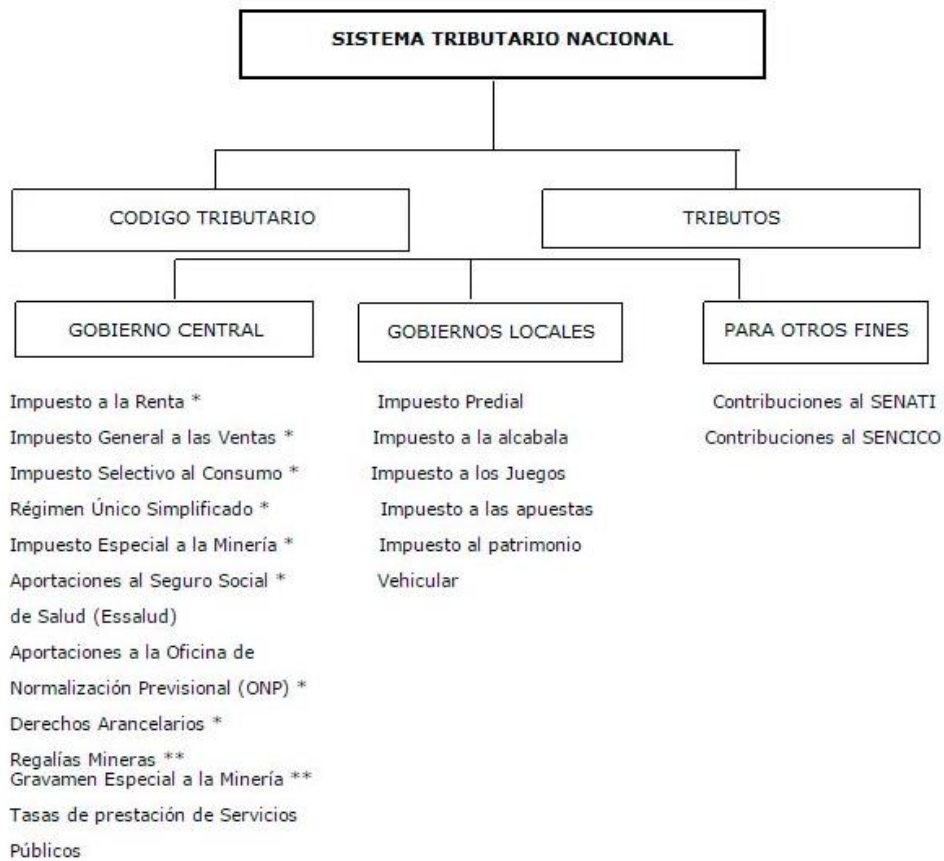 SISTEMA TRIBUTARIO NACIONAL
CODIGO TRIBUTARIO
TRIBUTOS
GOBIERNO CENTRAL
Impuesto a la Renta *
Impuesto General a las Ventas *
Impuesto Selectivo al Consumo *
Régimen Único Simplificado *
Impuesto Especial a la Minería *
Aportaciones al Seguro Social *
de Salud (Essalud)
Aportaciones a la Oficina de
Normalización Previsional (ONP) *
Derechos Arancelarios *
Regalías Mineras **
Gravamen Especial a la Minería **
Tasas de prestación de Servicios
Públicos
GOBIERNOS LOCALES
Impuesto Predial
Impuesto a la alcabala
Impuesto a los Juegos
Impuesto a las apuestas
Impuesto al patrimonio
Vehicular
PARA OTROS FINES
Contribuciones al SENATI
Contribuciones al SENCICO